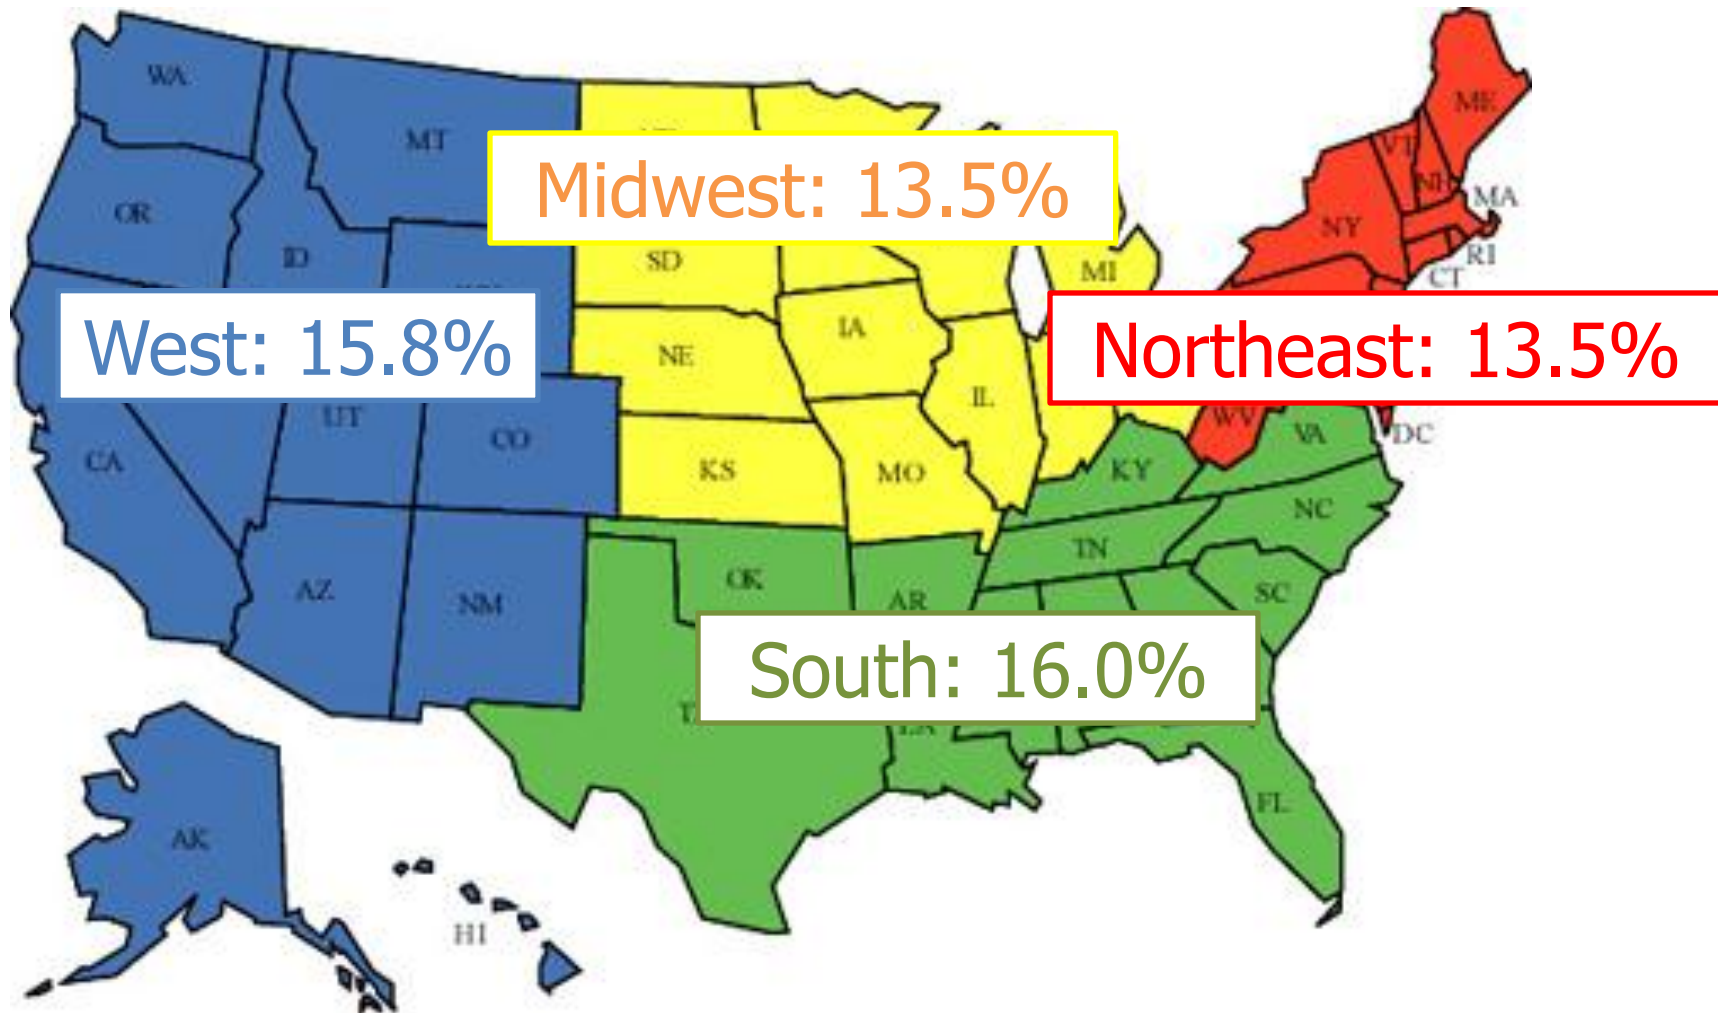 WA
ME
MT
VT
NH
Midwest: 13.5%
MA
OR
NY
RI
ID
SD
MI
CT
West: 15.8%
IA
NE
Northeast: 13.5%
IL
UT
WV
CO
VA
DC
CA
KS
MO
KY
NC
TN
AZ
OK
SC
NM
AR
South: 16.0%
LA
FL
AK
HI